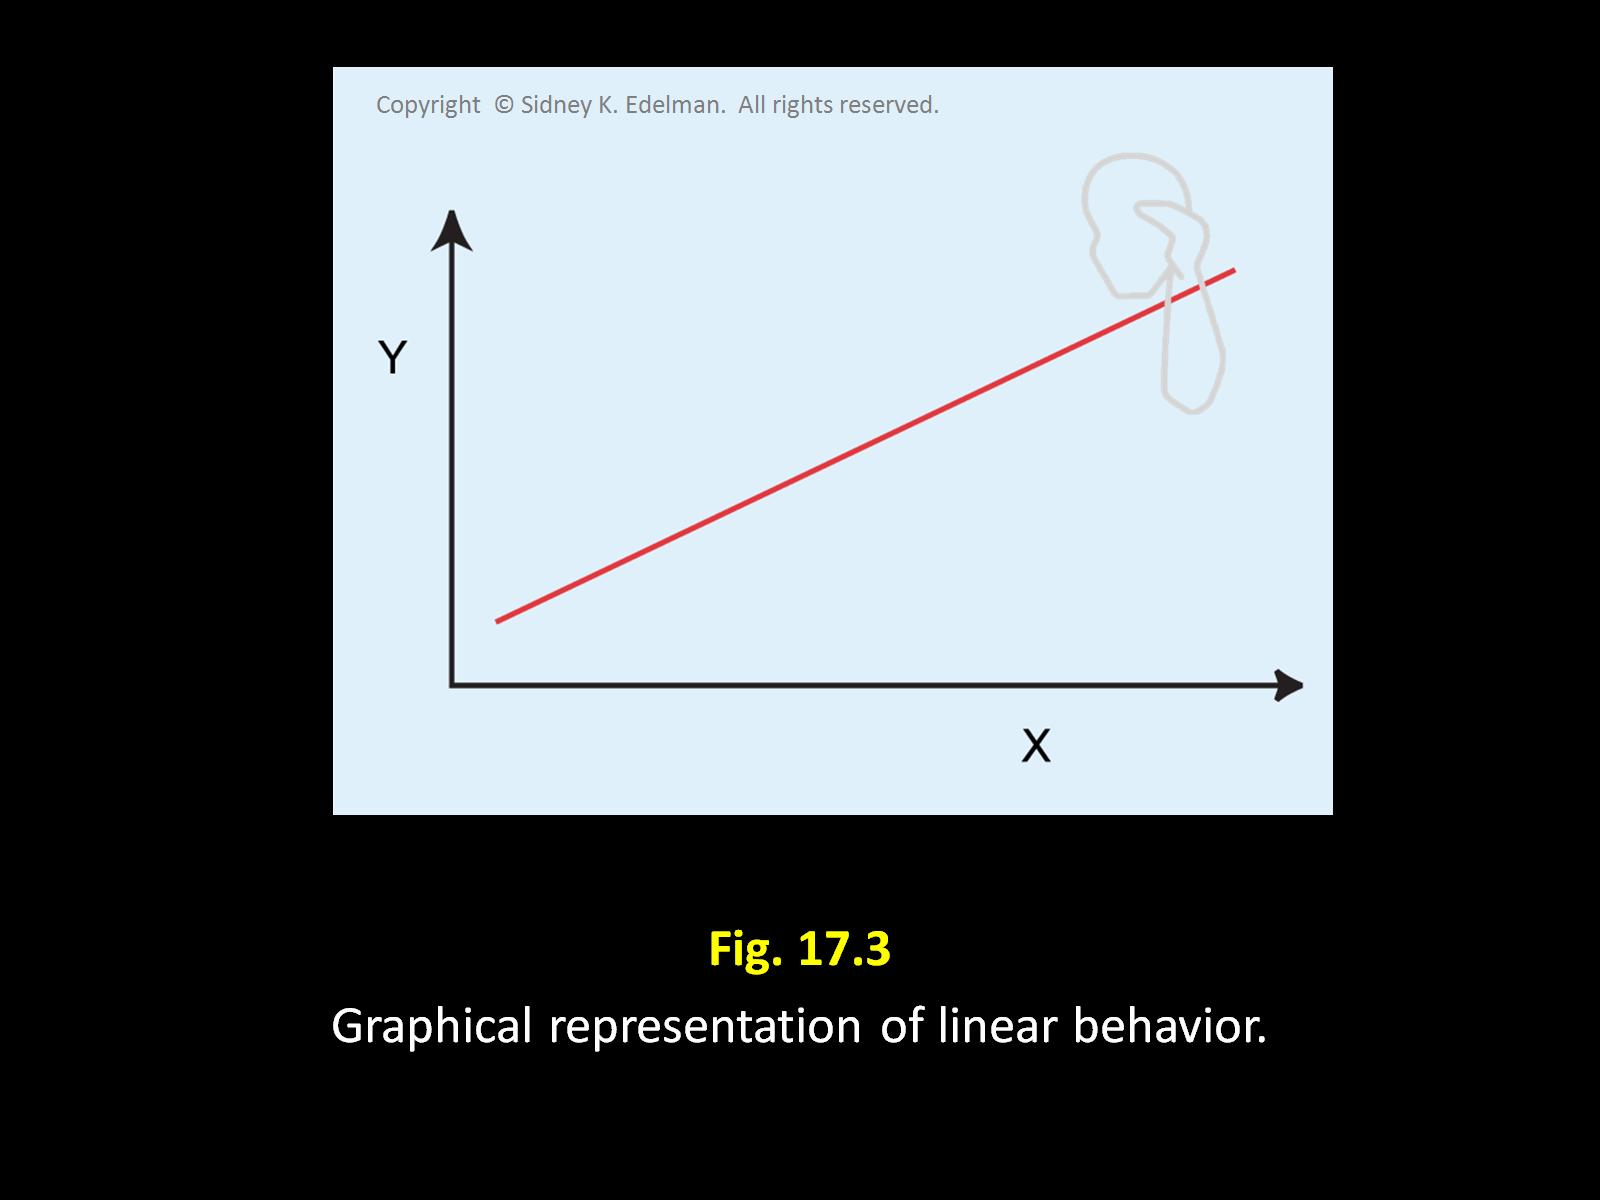 Copyright © Sidney K. Edelman. All rights reserved.
Y
X
Fig. 17.3
Graphical representation of linear behavior.